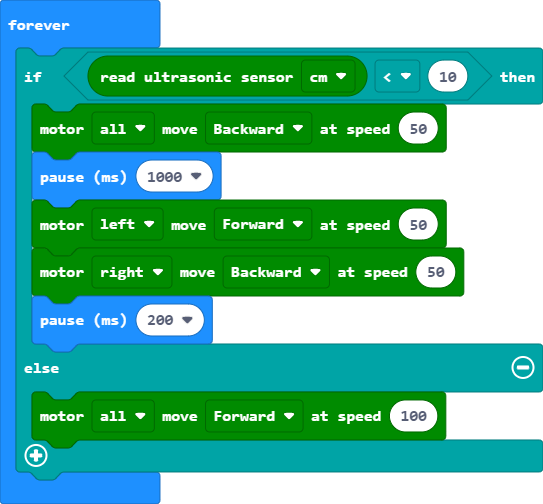 forever
if read ultrasonic sensor cm < 10 then
motor all move Backward at speed 50
pause (ms) 1000
motor left move Forward at speed 50
motor right move Backward at speed 50
pause (ms) 200
else
motor all move Forward at speed 100